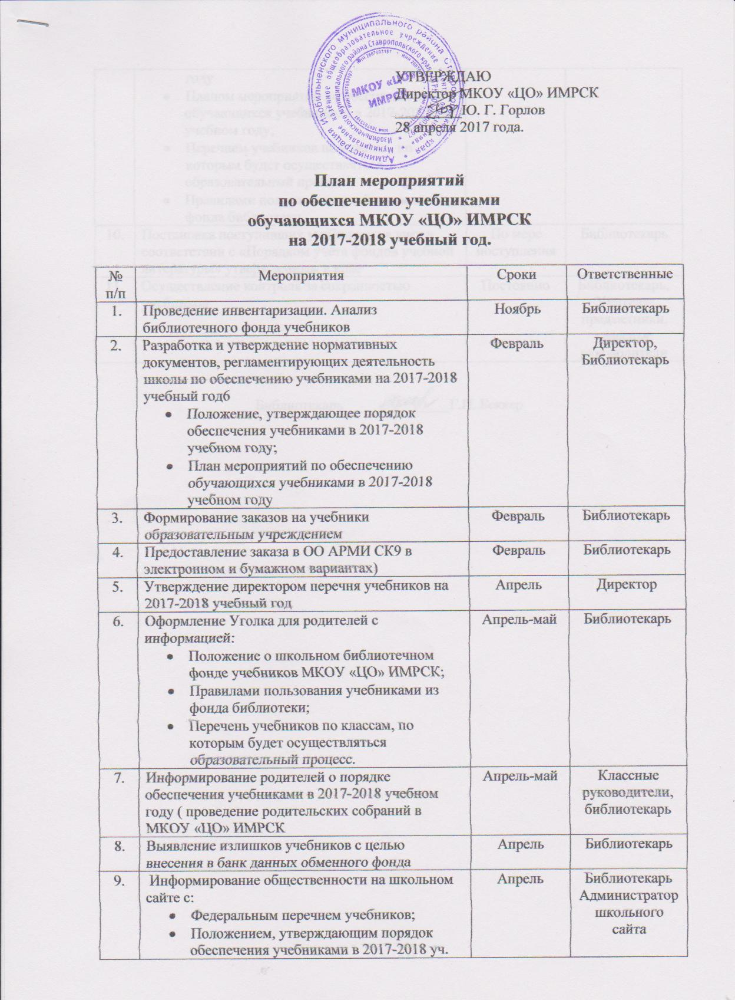 УТВЕРЖДАЮ
Директор МКОУ «ЦО» ИМРСК
Ю. Г. Горлов
28 апреля 2017 года.
МКОУ «ЦО»
ИМРСК
План мероприятий
по обеспечению учебниками
обучающихся МКОУ «ЦО» ИМРСК
на 2017-2018 учебный год.
№ п/п Мероприятия Сроки Ответственные
1. Проведение инвентаризации. Анализ Ноябрь Библиотекарь
библиотечного фонда учебников
2. Разработка и утверждение нормативных Февраль Директор,
документов, регламентирующих деятельность Библиотекарь
школы по обеспечению учебниками на 2017-2018
учебный год6
• Положение, утверждающее порядок
обеспечения учебниками в 2017-2018
учебном году;
• План мероприятий по обеспечению
обучающихся учебниками в 2017-2018
учебном году
3. Формирование заказов на учебники Февраль Библиотекарь
образовательным учреждением
4. Предоставление заказа в ОО АРМИ СК9 в Февраль Библиотекарь
электронном и бумажном вариантах)
5. Утверждение директором перечня учебников на Апрель Директор
2017-2018 учебный год
6. Оформление Уголка для родителей с Апрель-май Библиотекарь
информацией:
• Положение о школьном библиотечном
фонде учебников МКОУ «ЦО» ИМРСК;
• Правилами пользования учебниками из
фонда библиотеки;
• Перечень учебников по классам, по
которым будет осуществляться
образовательный процесс.
7. Информирование родителей о порядке Апрель-май Классные
обеспечения учебниками в 2017-2018 учебном руководители,
году ( проведение родительских собраний в библиотекарь
МКОУ «ЦО» ИМРСК
8. Выявление излишков учебников с целью Апрель Библиотекарь
внесения в банк данных обменного фонда
9. Информирование общественности на школьном Апрель Библиотекарь
сайте с: Администратор
• Федеральным перечнем учебников; школьного
• Положением, утверждающим порядок сайта
обеспечения учебниками в 2017-2018 уч.